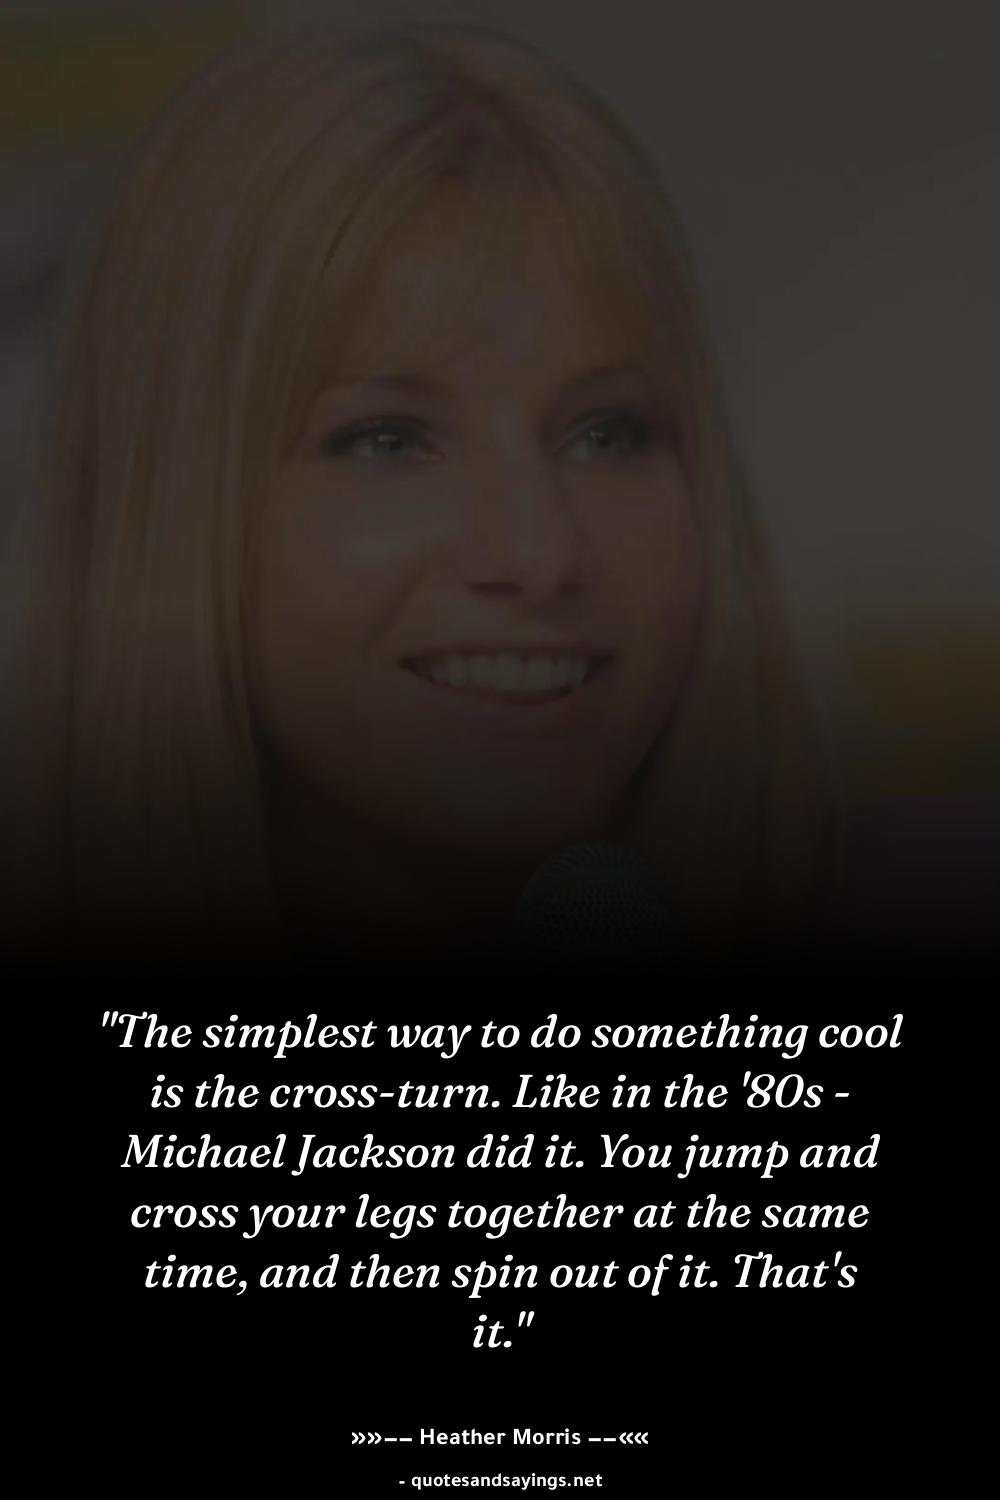 "The simplest way to do something cool
is the cross-turn. Like in the '80s -
Michael Jackson did it. You jump and
cross your legs together at the same
time, and then spin out of it. That's
it."
»»−− Heather Morris −−««
- quotesandsayings.net